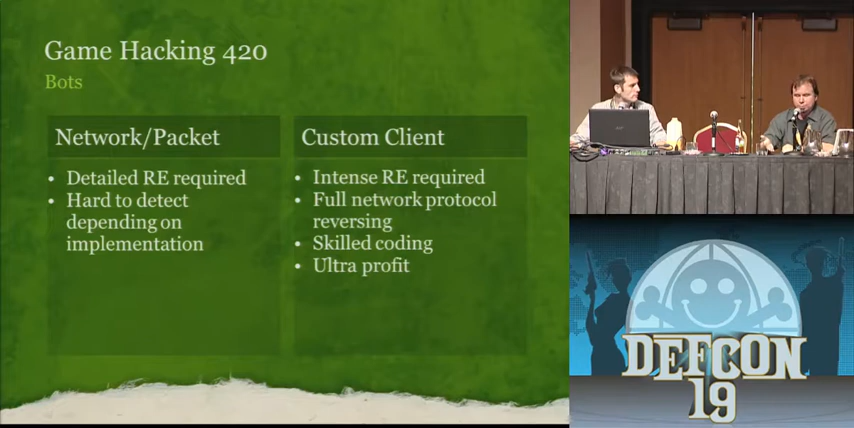 Game Hacking 420
Bots
Network/Packet
• Detailed RE required
• Hard to detect
depending on
implementation
Custom Client
• Intense RE required
• Full network protocol
reversing
• Skilled coding
• Ultra profit
DEFCON
19